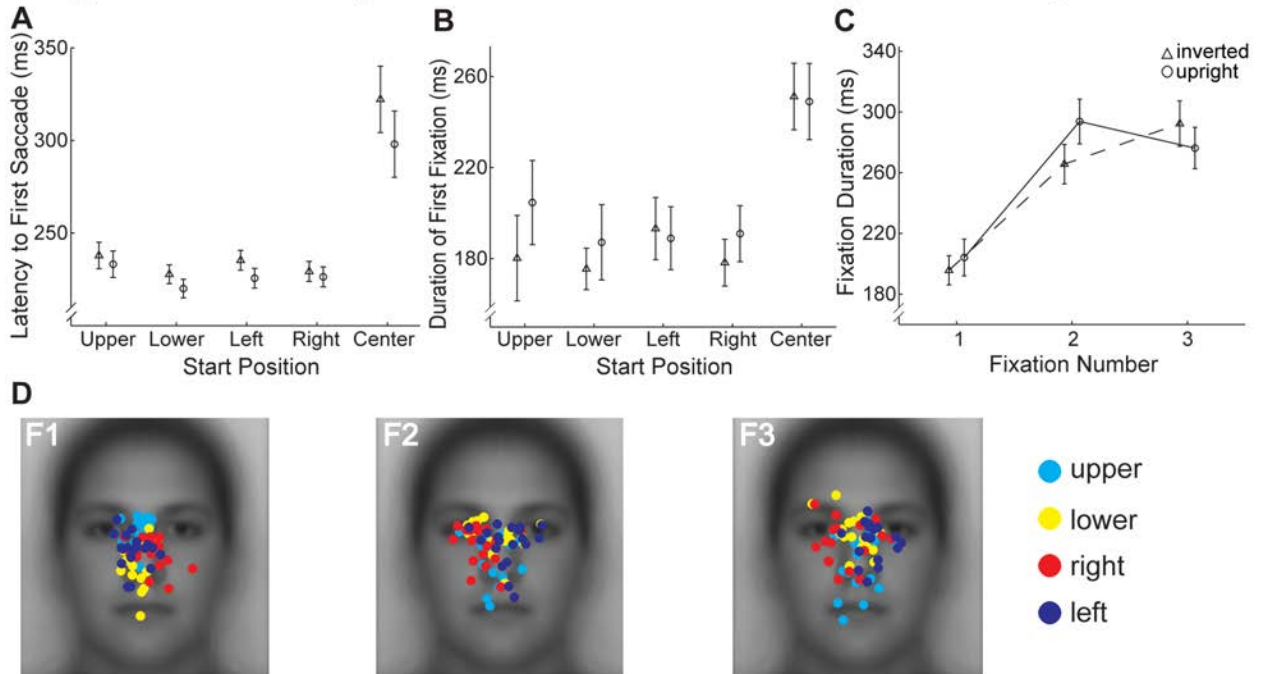 A
Latency to First Saccade (ms)
350
300
250
Upper Lower Left Right Center
Start Position
B
Duration of First Fixation (ms)
260
220
180
Upper Lower Left Right Center
Start Position
C
Fixation Duration (ms)
340
300
260
220
180
inverted
upright
1 2 3
Fixation Number
D
F1 F2 F3
upper
lower
right
left